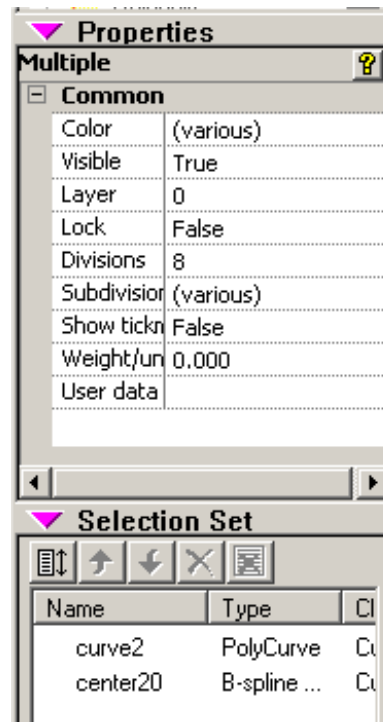 Properties
Multiple
Common
Color (various)
Visible True
Layer 0
Lock False
Divisions 8
Subdivision (various)
Show tickn False
Weight/un 0.000
User data
Selection Set
Name Type Cl
curve2 PolyCurve Cu
center20 B-spline ... Cu